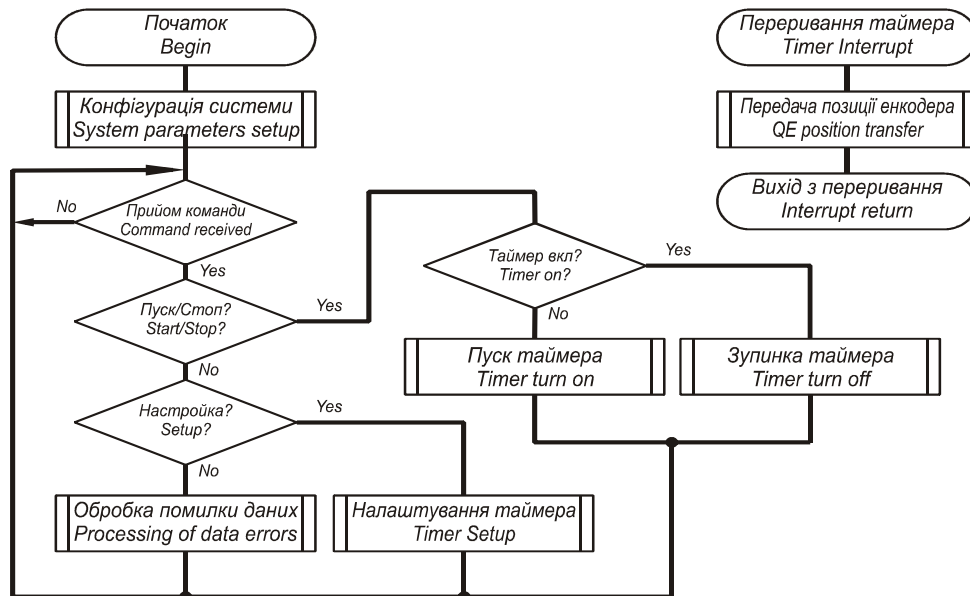 Початок
Begin
Конфігурація системи
System parameters setup
No
Прийом команди
Command received
Yes
Пуск/Стоп?
Start/Stop?
Yes
No
Настройка?
Setup?
Yes
No
Обробка помилки даних
Processing of data errors
Налаштування таймера
Timer Setup
Таймер вкл?
Timer on?
Yes
No
Пуск таймера
Timer turn on
Зупинка таймера
Timer turn off
Переривання таймера
Timer Interrupt
Передача позиції енкодера
QE position transfer
Вихід з переривання
Interrupt return